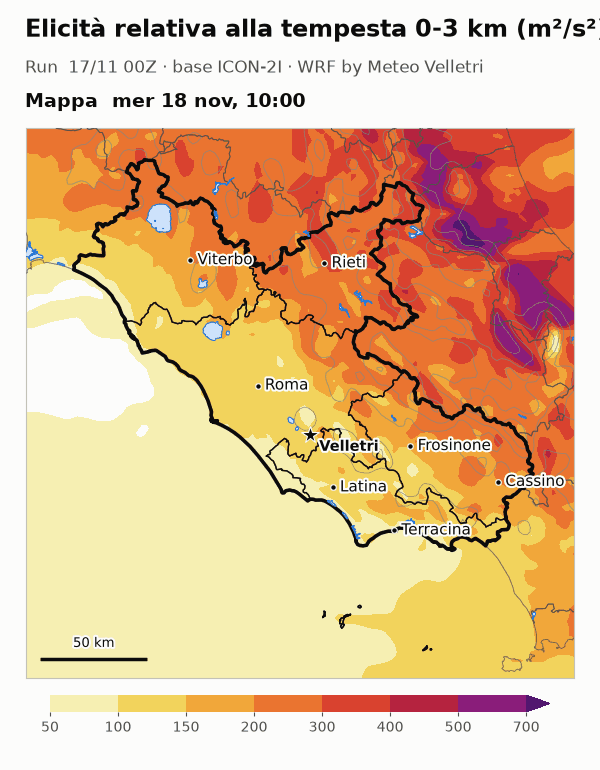 Elicità relativa alla tempesta 0-3 km (m²/s²)
Run  17/11 00Z · base ICON-2I · WRF by Meteo Velletri
Mappa  mer 18 nov, 10:00
Viterbo
Rieti
Roma
Velletri
Frosinone
Cassino
Latina
Terracina
50 km
50 100 150 200 300 400 500 700